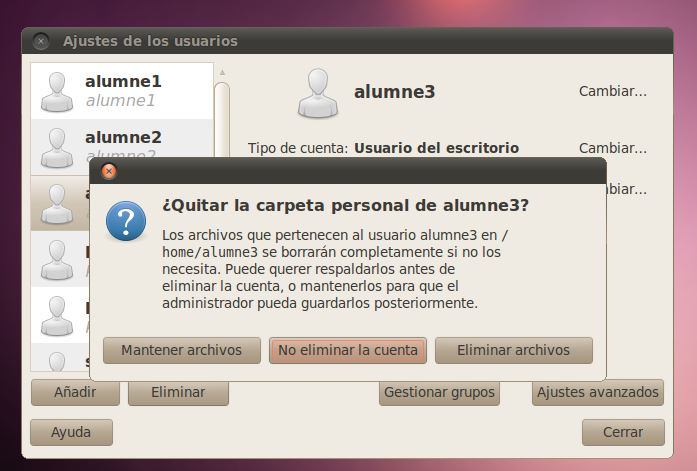 Ajustes de los usuarios
alumne1
alumne1
alumne2
alumne2
alumne3
Cambiar...
Tipo de cuenta: Usuario del escritorio
Cambiar...
biar...
¿Quitar la carpeta personal de alumne3?
Los archivos que pertenecen al usuario alumne3 en /
home/alumne3 se borrarán completamente si no los
necesita. Puede querer respaldarlos antes de
eliminar la cuenta, o mantenerlos para que el
administrador pueda guardarlos posteriormente.
Mantener archivos
No eliminar la cuenta
Eliminar archivos
Añadir
Eliminar
Gestionar grupos
Ajustes avanzados
Ayuda
Cerrar